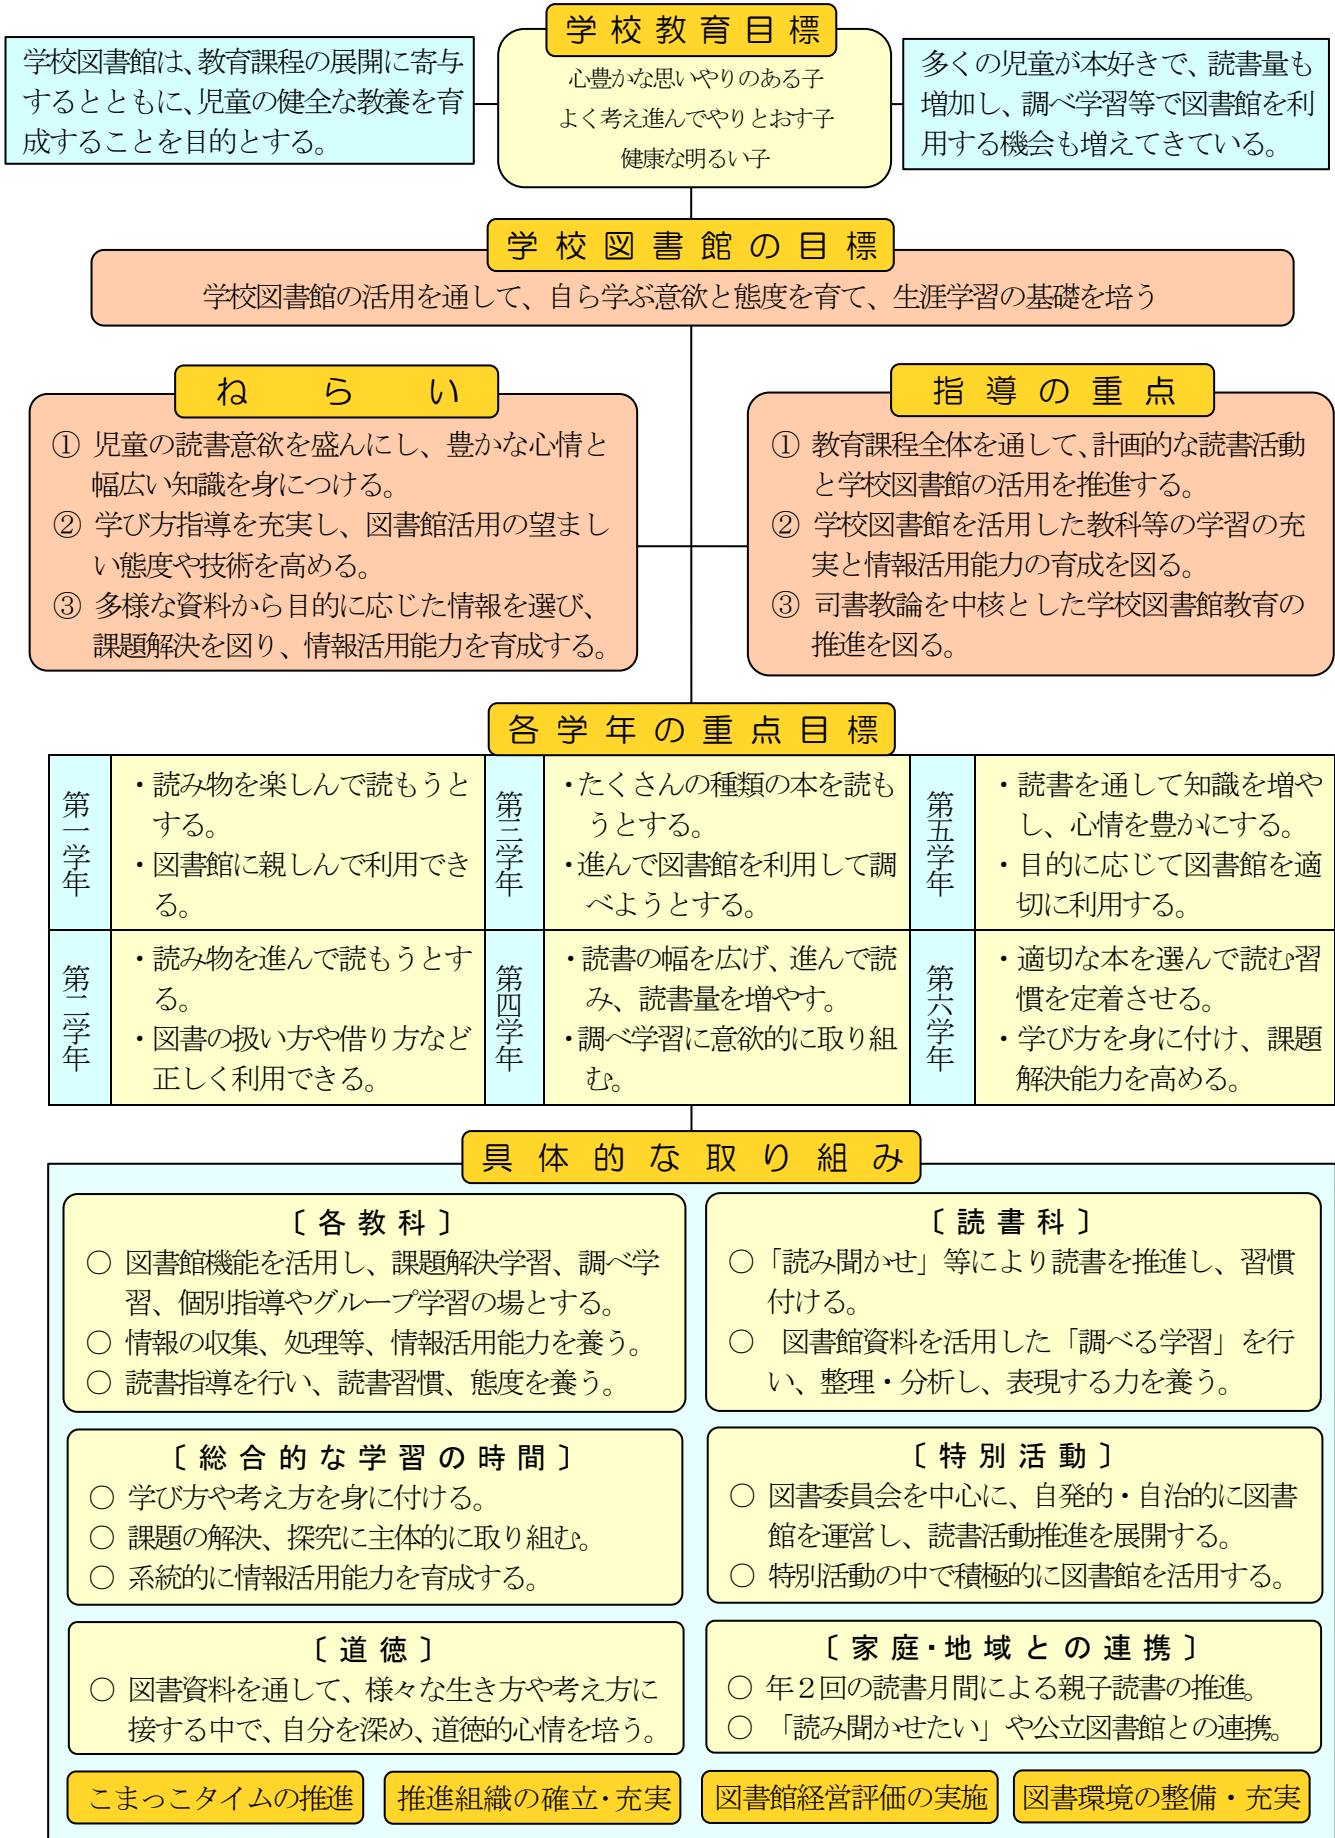 学校教育目標
学校図書館は、教育課程の展開に寄与
するとともに、児童の健全な教養を育
成することを目的とする。
心豊かな思いやりのある子
よく考え進んでやりとおす子
健康な明るい子
多くの児童が本好きで、読書量も
増加し、調べ学習等で図書館を利
用する機会も増えてきている。
学校図書館の目標
学校図書館の活用を通して、自ら学ぶ意欲と態度を育て、生涯学習の基礎を培う
ねらい
① 児童の読書意欲を盛んにし、豊かな心情と
幅広い知識を身につける。
② 学び方指導を充実し、図書館活用の望まし
い態度や技術を高める。
③ 多様な資料から目的に応じた情報を選び、
課題解決を図り、情報活用能力を育成する。
指導の重点
① 教育課程全体を通して、計画的な読書活動
と学校図書館の活用を推進する。
② 学校図書館を活用した教科等の学習の充
実と情報活用能力の育成を図る。
③ 司書教論を中核とした学校図書館教育の
推進を図る。
各学年の重点目標
第一学年
・読み物を楽しんで読もうと
する。
・図書館に親しんで利用でき
る。
第三学年
・たくさんの種類の本を読も
うとする。
・進んで図書館を利用して調
べようとする。
第五学年
・読書を通して知識を増や
し、心情を豊かにする。
・目的に応じて図書館を適
切に利用する。
第二学年
・読み物を進んで読もうとす
る。
・図書の扱い方や借り方など
正しく利用できる。
第四学年
・読書の幅を広げ、進んで読
み、読書量を増やす。
・調べ学習に意欲的に取り組
む。
第六学年
・適切な本を選んで読む習
慣を定着させる。
・学び方を身に付け、課題
解決能力を高める。
具体的な取り組み
〔各教科〕
○ 図書館機能を活用し、課題解決学習、調べ学
習、個別指導やグループ学習の場とする。
○ 情報の収集、処理等、情報活用能力を養う。
○ 読書指導を行い、読書習慣、態度を養う。
〔読書科〕
○「読み聞かせ」等により読書を推進し、習慣
付ける。
○ 図書館資料を活用した「調べる学習」を行
い、整理・分析し、表現する力を養う。
〔総合的な学習の時間〕
○ 学び方や考え方を身に付ける。
○ 課題の解決、探究に主体的に取り組む。
○ 系統的に情報活用能力を育成する。
〔特別活動〕
○ 図書委員会を中心に、自発的・自治的に図書
館を運営し、読書活動推進を展開する。
○ 特別活動の中で積極的に図書館を活用する。
〔道徳〕
○ 図書資料を通して、様々な生き方や考え方に
接する中で、自分を深め、道徳的心情を培う。
〔家庭・地域との連携〕
○ 年２回の読書月間による親子読書の推進。
○ 「読み聞かせたい」や公立図書館との連携。
こまっこタイムの推進
推進組織の確立・充実
図書館経営評価の実施
図書環境の整備・充実